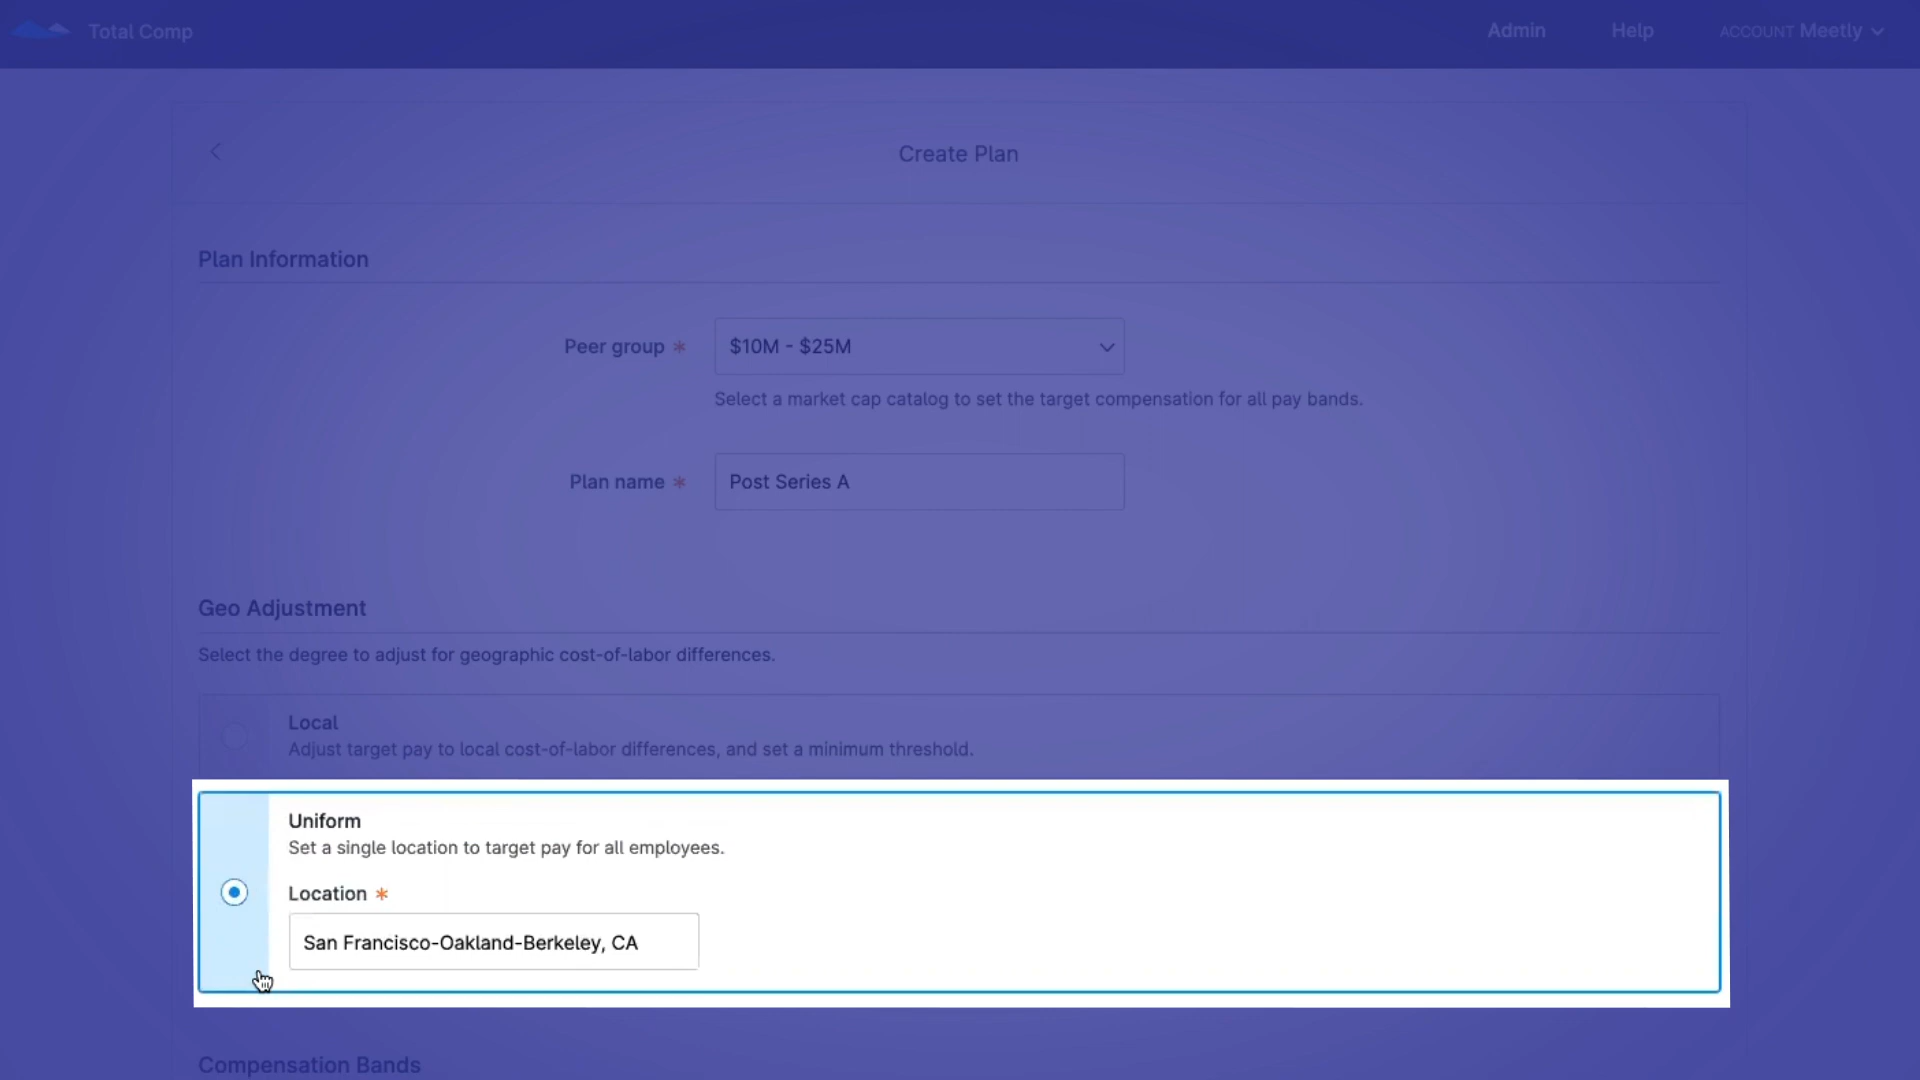 Total Comp
Admin
Help
ACCOUNT Meetly
Create Plan
Plan Information
Peer group *
$10M - $25M
Select a market cap catalog to set the target compensation for all pay bands.
Plan name *
Post Series A
Geo Adjustment
Select the degree to adjust for geographic cost-of-labor differences.
Local
Adjust target pay to local cost-of-labor differences, and set a minimum threshold.
Uniform
Set a single location to target pay for all employees.
Location *
San Francisco-Oakland-Berkeley, CA
Compensation Bands